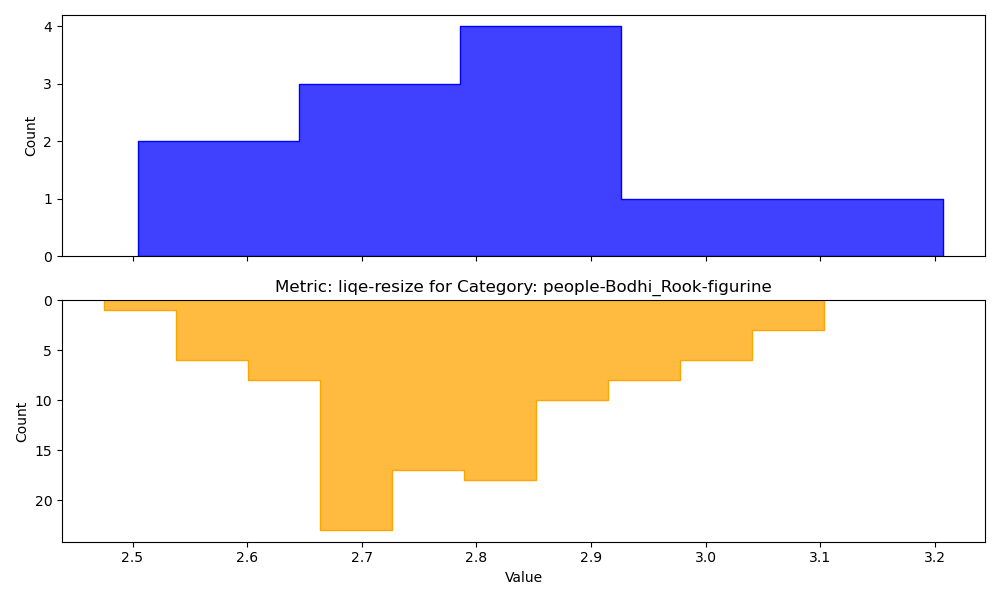 4
3
2
1
0
Count
Metric: liqe-resize for Category: people-Bodhi_Rook-figurine
0
5
10
15
20
Count
2.5 2.6 2.7 2.8 2.9 3.0 3.1 3.2
Value